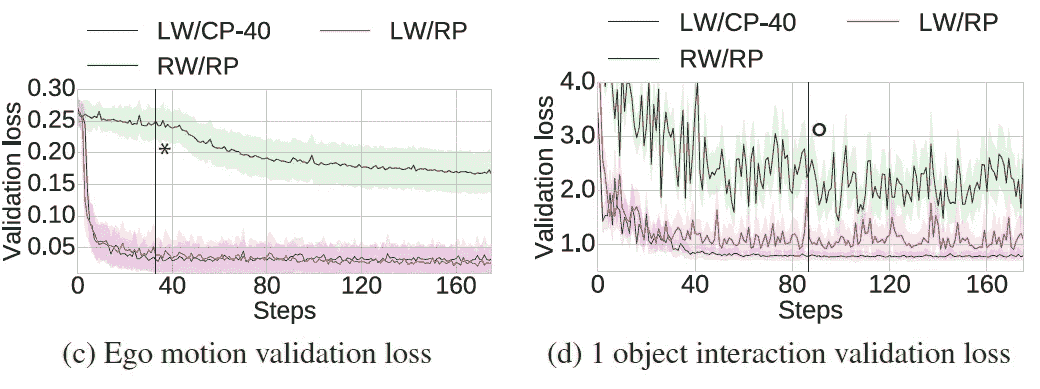 LW/CP-40 LW/RP
RW/RP
Validation loss
0.30
0.25
0.20
0.15
0.10
0.05
*
0 40 80 120 160
Steps
(c) Ego motion validation loss
LW/CP-40 LW/RP
RW/RP
Validation loss
4.0
3.0
2.0
1.0
0 40 80 120 160
Steps
(d) 1 object interaction validation loss